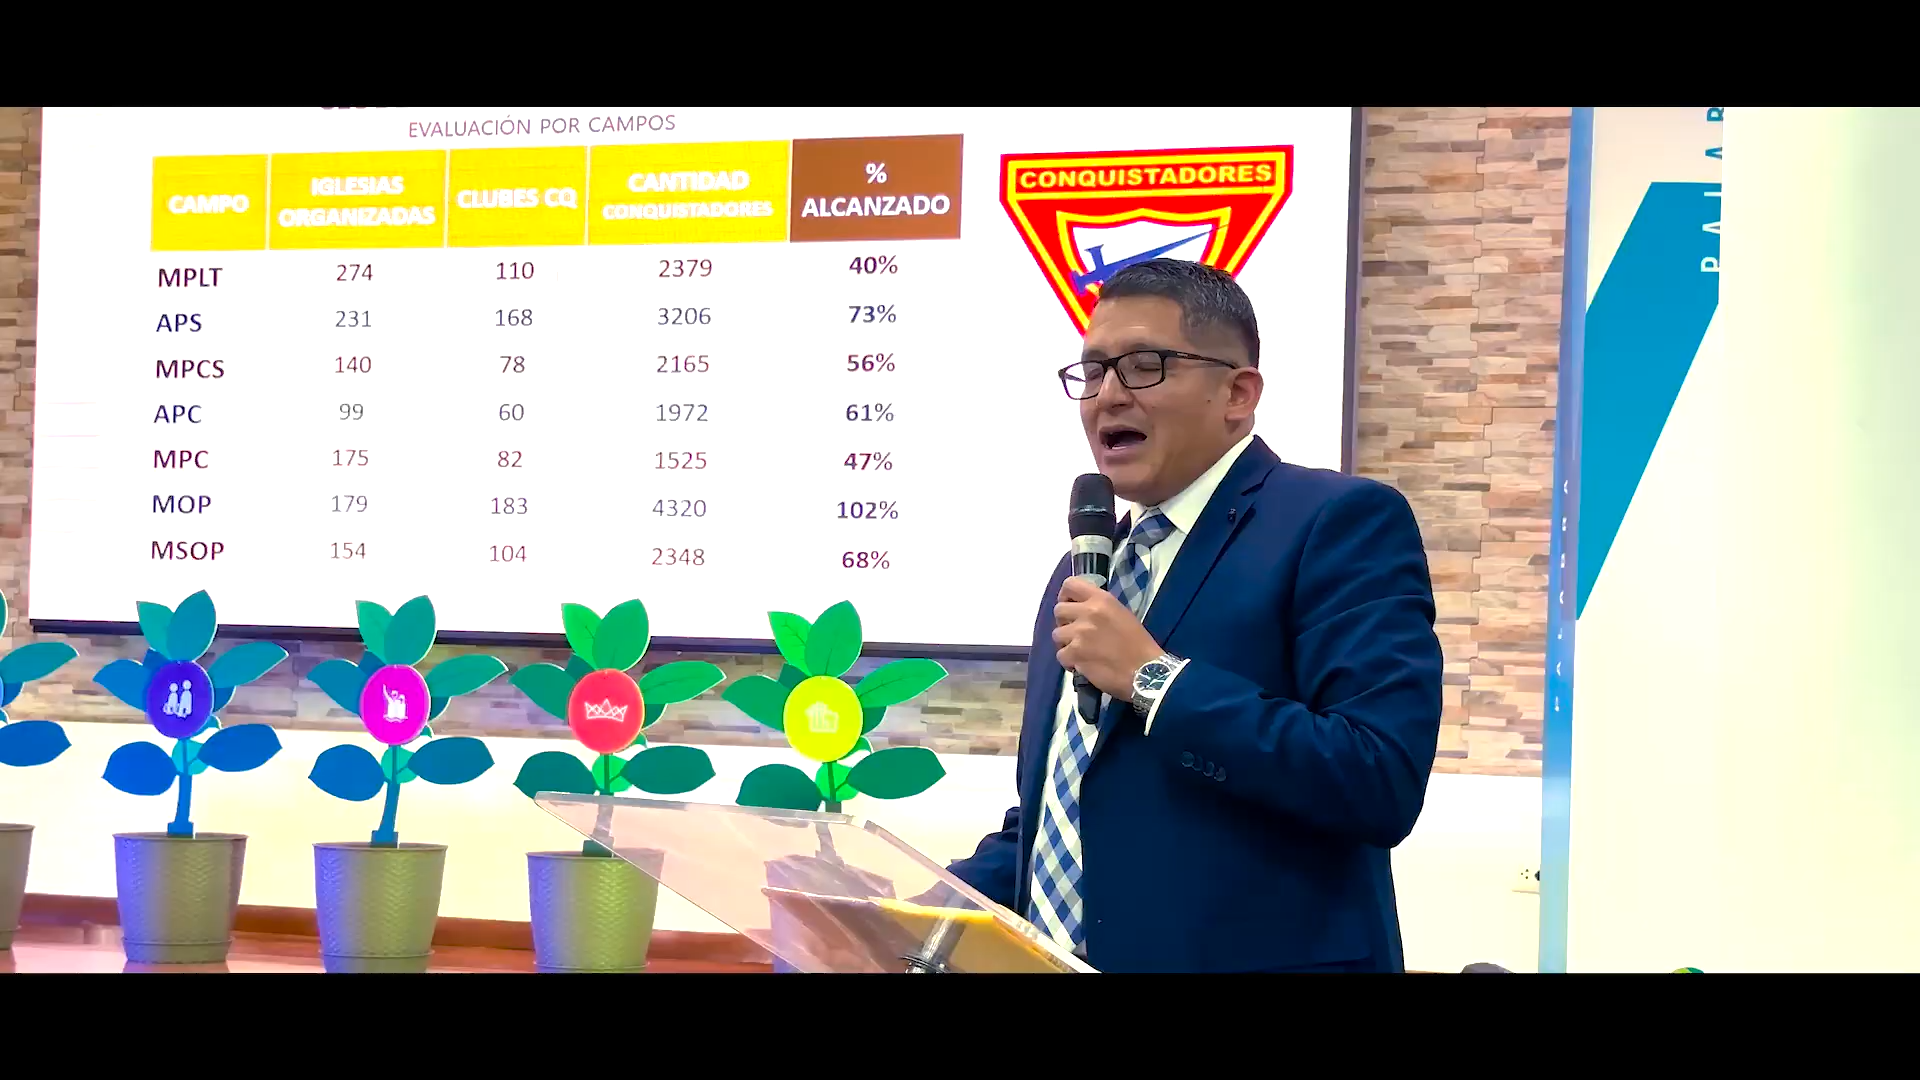 EVALUACIÓN POR CAMPOS
CAMPO IGLESIAS ORGANIZADAS CLUBES CQ CANTIDAD CONQUISTADORES % ALCANZADO
MPLT 274 110 2379 40%
APS 231 168 3206 73%
MPCS 140 78 2165 56%
APC 99 60 1972 61%
MPC 175 82 1525 47%
MOP 179 183 4320 102%
MSOP 154 104 2348 68%
CONQUISTADORES